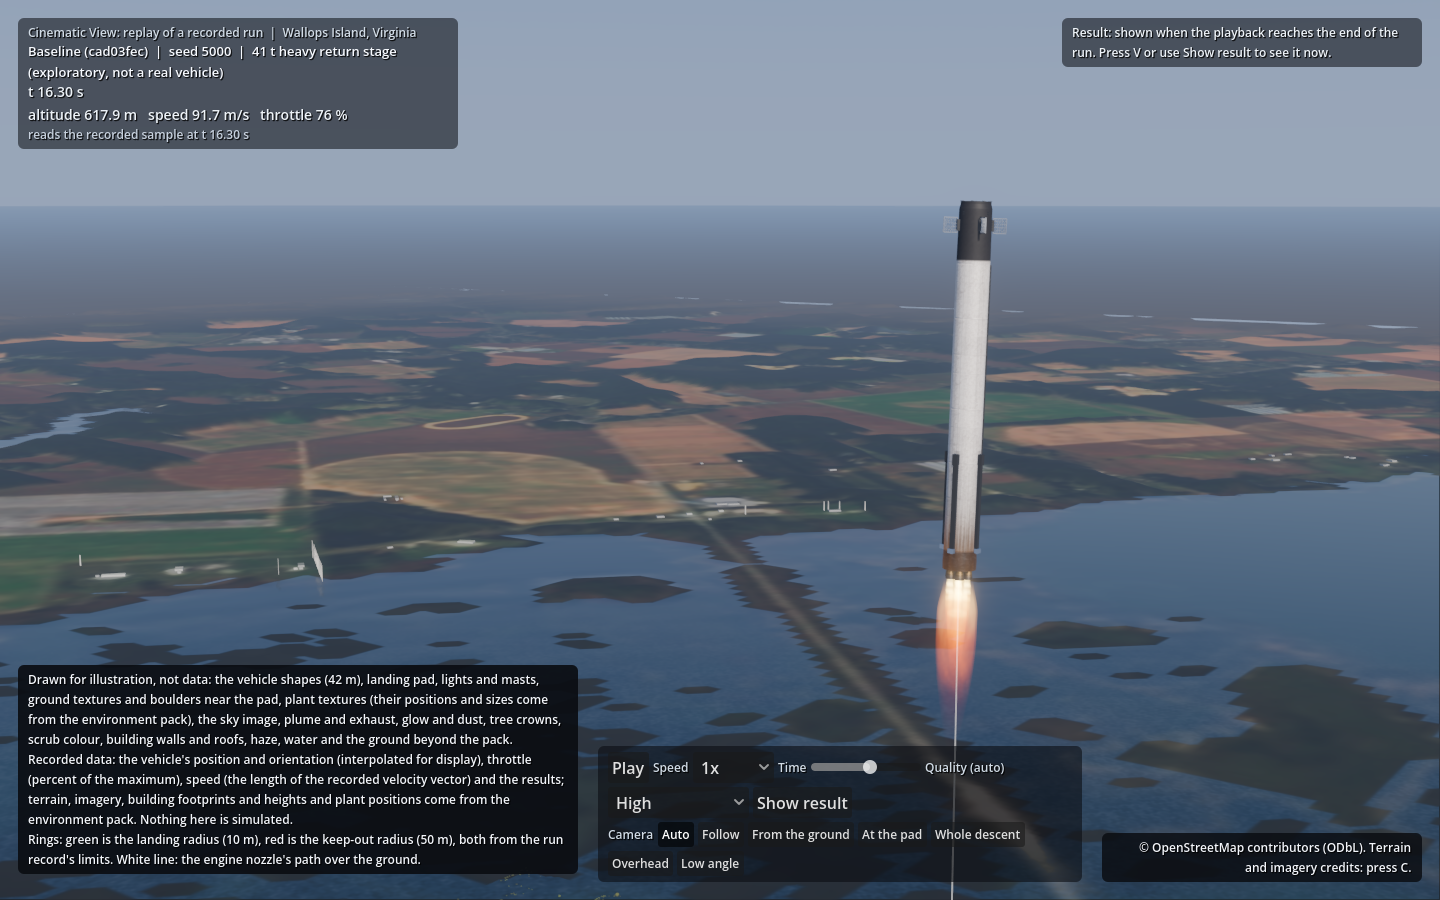 Cinematic View: replay of a recorded run | Wallops Island, Virginia
Baseline (cad03fec) | seed 5000 | 41 t heavy return stage
(exploratory, not a real vehicle)
t 16.30 s
altitude 617.9 m speed 91.7 m/s throttle 76 %
reads the recorded sample at t 16.30 s
Result: shown when the playback reaches the end of the
run. Press V or use Show result to see it now.
Drawn for illustration, not data: the vehicle shapes (42 m), landing pad, lights and masts,
ground textures and boulders near the pad, plant textures (their positions and sizes come
from the environment pack), the sky image, plume and exhaust, glow and dust, tree crowns,
scrub colour, building walls and roofs, haze, water and the ground beyond the pack.
Recorded data: the vehicle's position and orientation (interpolated for display), throttle
(percent of the maximum), speed (the length of the recorded velocity vector) and the results;
terrain, imagery, building footprints and heights and plant positions come from the
environment pack. Nothing here is simulated.
Rings: green is the landing radius (10 m), red is the keep-out radius (50 m), both from the run
record's limits. White line: the engine nozzle's path over the ground.
Play Speed 1x Time Quality (auto)
High Show result
Camera Auto Follow From the ground At the pad Whole descent
Overhead Low angle
© OpenStreetMap contributors (ODbL). Terrain
and imagery credits: press C.